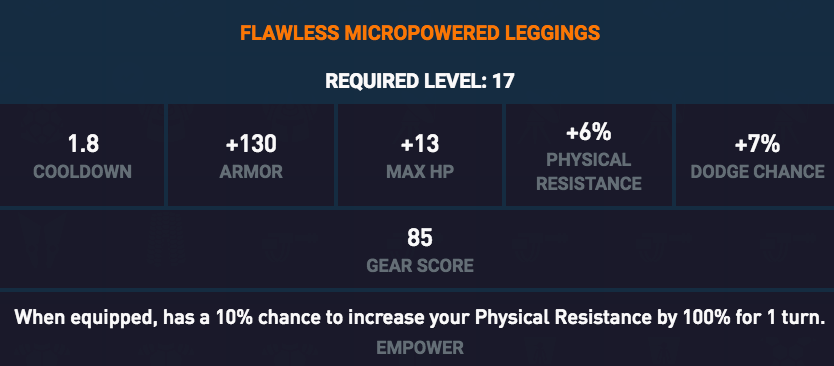 FLAWLESS MICROPOWERED LEGGINGS
REQUIRED LEVEL: 17
1.8
COOLDOWN
+130
ARMOR
+13
MAX HP
+6%
PHYSICAL
RESISTANCE
+7%
DODGE CHANCE
85
GEAR SCORE
When equipped, has a 10% chance to increase your Physical Resistance by 100% for 1 turn.
EMPOWER